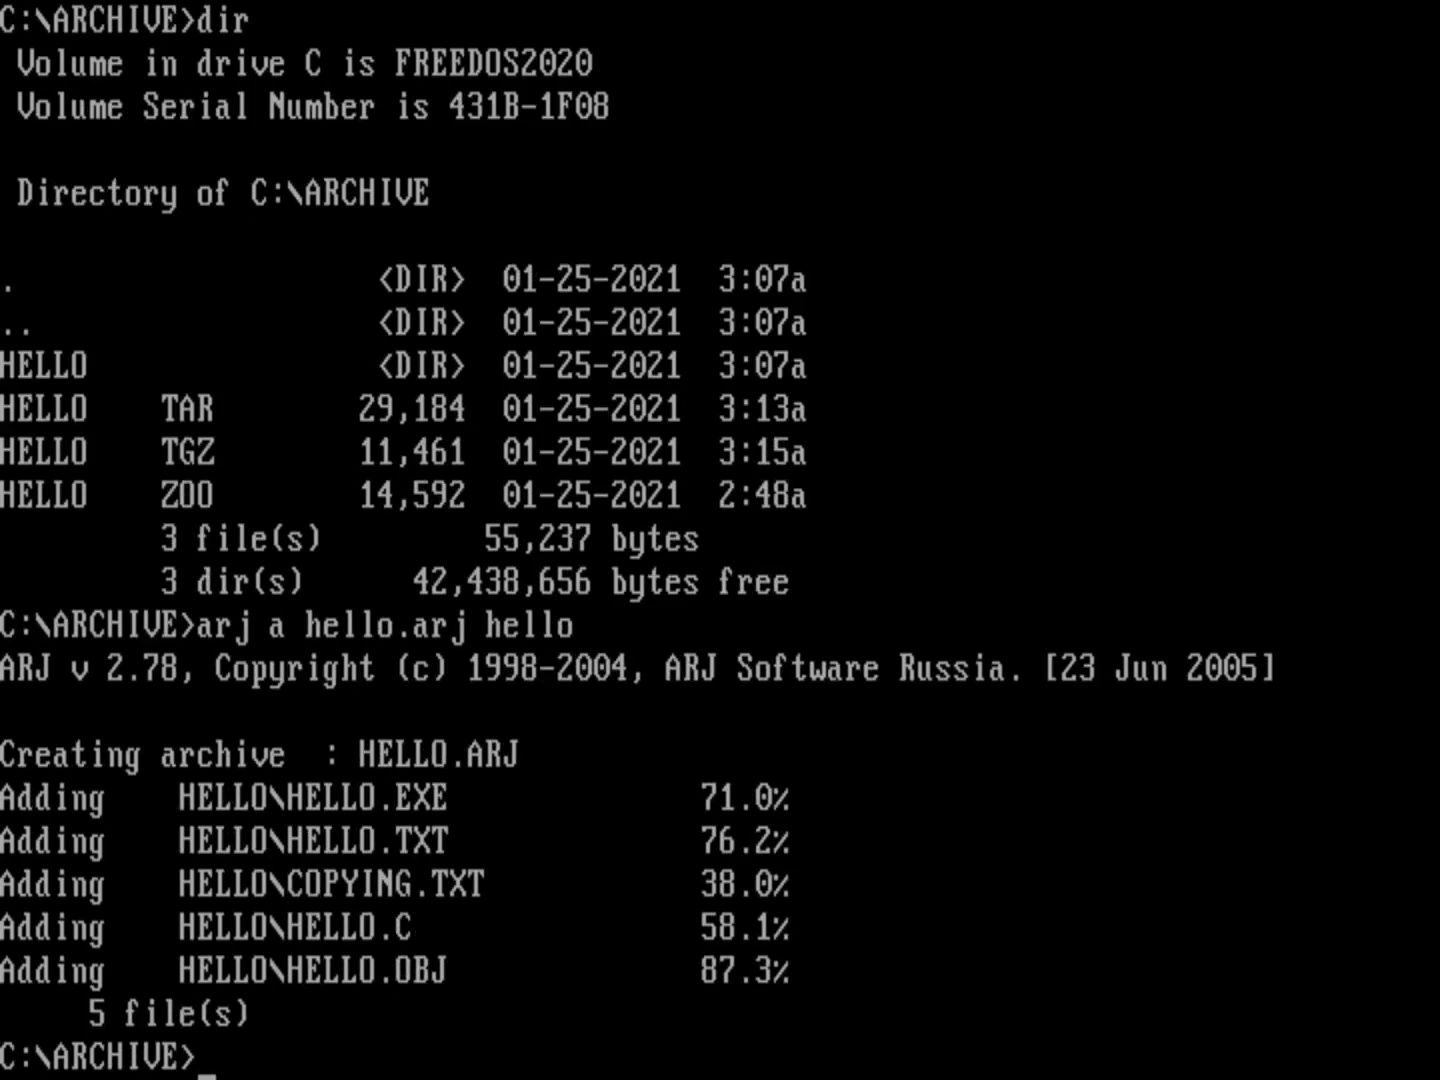 C:\ARCHIVE>dir
Volume in drive C is FREEDOS2020
Volume Serial Number is 431B-1F08
Directory of C:\ARCHIVE
. <DIR> 01-25-2021 3:07a
.. <DIR> 01-25-2021 3:07a
HELLO <DIR> 01-25-2021 3:07a
HELLO TAR 29,184 01-25-2021 3:13a
HELLO TGZ 11,461 01-25-2021 3:15a
HELLO ZOO 14,592 01-25-2021 2:48a
3 file(s) 55,237 bytes
3 dir(s) 42,438,656 bytes free
C:\ARCHIVE>arj a hello.arj hello
ARJ v 2.78, Copyright (c) 1998-2004, ARJ Software Russia. [23 Jun 2005]
Creating archive : HELLO.ARJ
Adding HELLO\HELLO.EXE 71.0%
Adding HELLO\HELLO.TXT 76.2%
Adding HELLO\COPYING.TXT 38.0%
Adding HELLO\HELLO.C 58.1%
Adding HELLO\HELLO.OBJ 87.3%
5 file(s)
C:\ARCHIVE>_